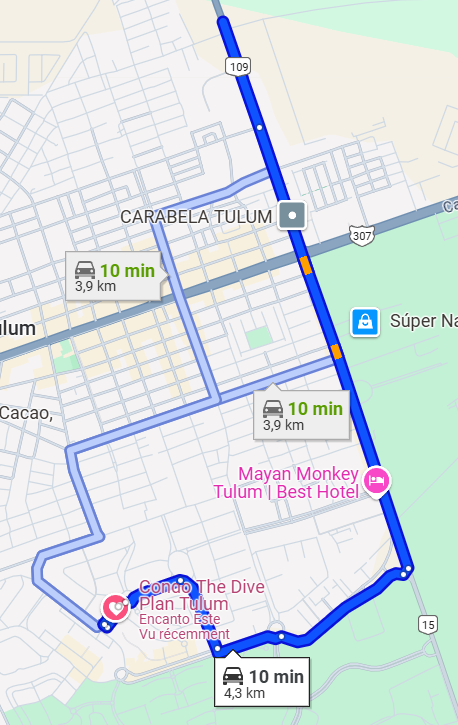 109
CARABELA TULUM
Ca
307
10 min
3,9 km
Súper Na
ulum
Cacao,
10 min
3,9 km
Mayan Monkey
Tulum | Best Hotel
Condo The Dive
Plan Tulum
Encanto Este
Vu récemment
15
10 min
4,3 km